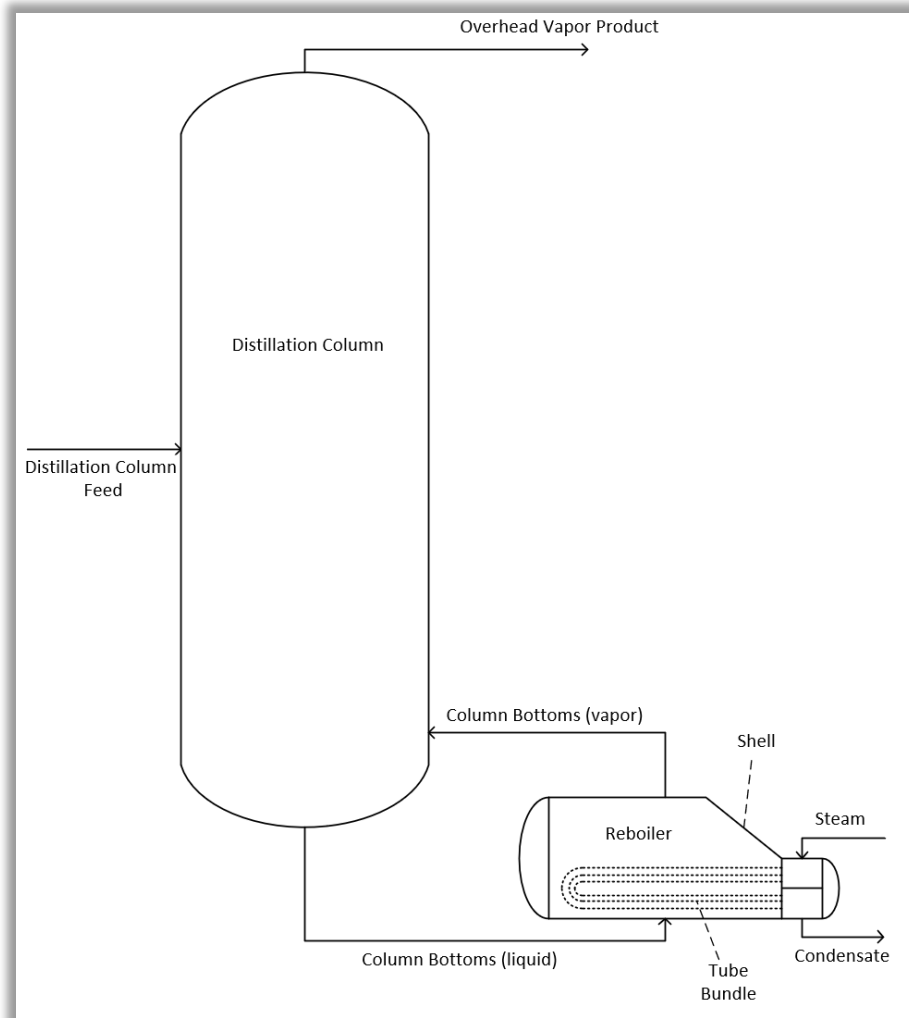 Overhead Vapor Product
Distillation Column
Distillation Column
Feed
Column Bottoms (vapor)
Shell
Steam
Reboiler
Column Bottoms (liquid)
Condensate
Tube
Bundle